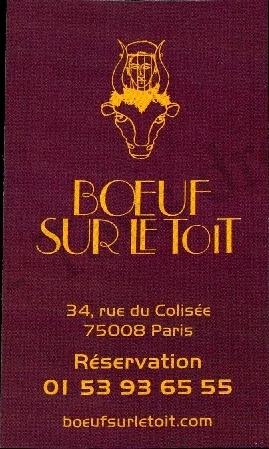 BOEUF
SUR LE TOIT
34, rue du Colisée
75008 Paris
Réservation
01 53 93 65 55
boeufsurletoit.com